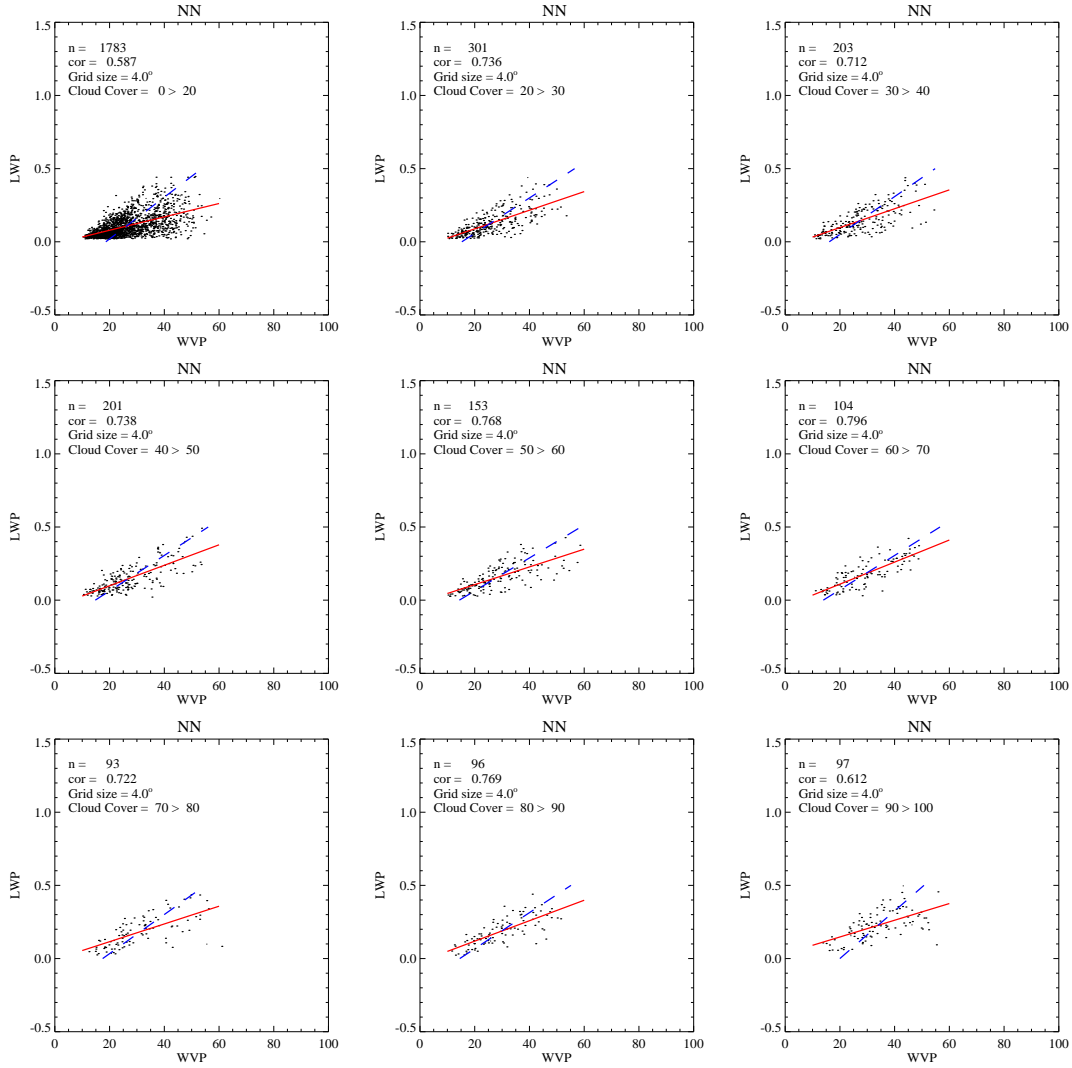 NN
1.5
1.0
0.5
0.0
-0.5
LWP
n = 1783
cor = 0.587
Grid size = 4.0°
Cloud Cover = 0 > 20
0 20 40 60 80 100
WVP
NN
1.5
1.0
0.5
0.0
-0.5
LWP
n = 301
cor = 0.736
Grid size = 4.0°
Cloud Cover = 20 > 30
0 20 40 60 80 100
WVP
NN
1.5
1.0
0.5
0.0
-0.5
LWP
n = 203
cor = 0.712
Grid size = 4.0°
Cloud Cover = 30 > 40
0 20 40 60 80 100
WVP
NN
1.5
1.0
0.5
0.0
-0.5
LWP
n = 201
cor = 0.738
Grid size = 4.0°
Cloud Cover = 40 > 50
0 20 40 60 80 100
WVP
NN
1.5
1.0
0.5
0.0
-0.5
LWP
n = 153
cor = 0.768
Grid size = 4.0°
Cloud Cover = 50 > 60
0 20 40 60 80 100
WVP
NN
1.5
1.0
0.5
0.0
-0.5
LWP
n = 104
cor = 0.796
Grid size = 4.0°
Cloud Cover = 60 > 70
0 20 40 60 80 100
WVP
NN
1.5
1.0
0.5
0.0
-0.5
LWP
n = 93
cor = 0.722
Grid size = 4.0°
Cloud Cover = 70 > 80
0 20 40 60 80 100
WVP
NN
1.5
1.0
0.5
0.0
-0.5
LWP
n = 96
cor = 0.769
Grid size = 4.0°
Cloud Cover = 80 > 90
0 20 40 60 80 100
WVP
NN
1.5
1.0
0.5
0.0
-0.5
LWP
n = 97
cor = 0.612
Grid size = 4.0°
Cloud Cover = 90 > 100
0 20 40 60 80 100
WVP